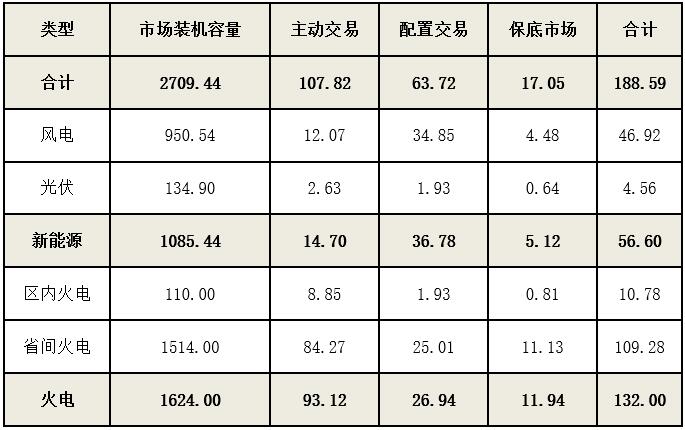 类型 市场装机容量 主动交易 配置交易 保底市场 合计
合计 2709.44 107.82 63.72 17.05 188.59
风电 950.54 12.07 34.85 4.48 46.92
光伏 134.90 2.63 1.93 0.64 4.56
新能源 1085.44 14.70 36.78 5.12 56.60
区内火电 110.00 8.85 1.93 0.81 10.78
省间火电 1514.00 84.27 25.01 11.13 109.28
火电 1624.00 93.12 26.94 11.94 132.00